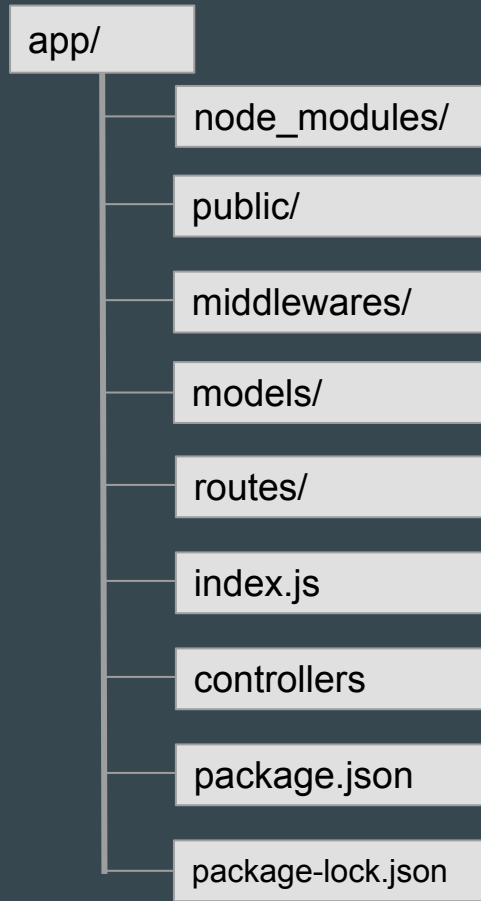 app/
node_modules/
public/
middlewares/
models/
routes/
index.js
controllers
package.json
package-lock.json